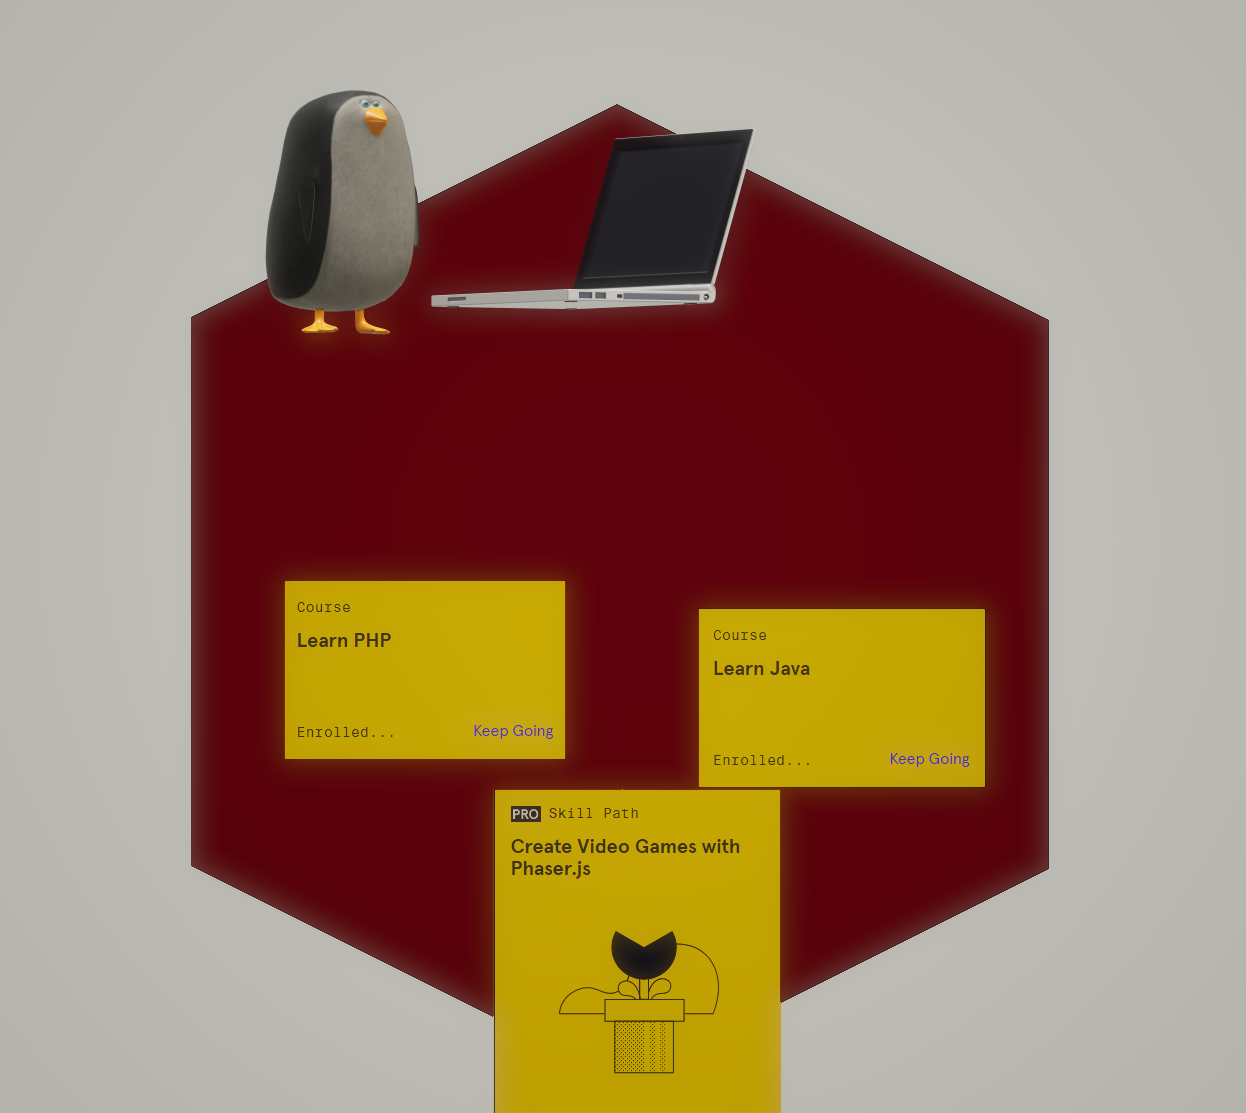 Course
Learn PHP
Enrolled...
Keep Going
Course
Learn Java
Enrolled...
Keep Going
PRO Skill Path
Create Video Games with
Phaser.js